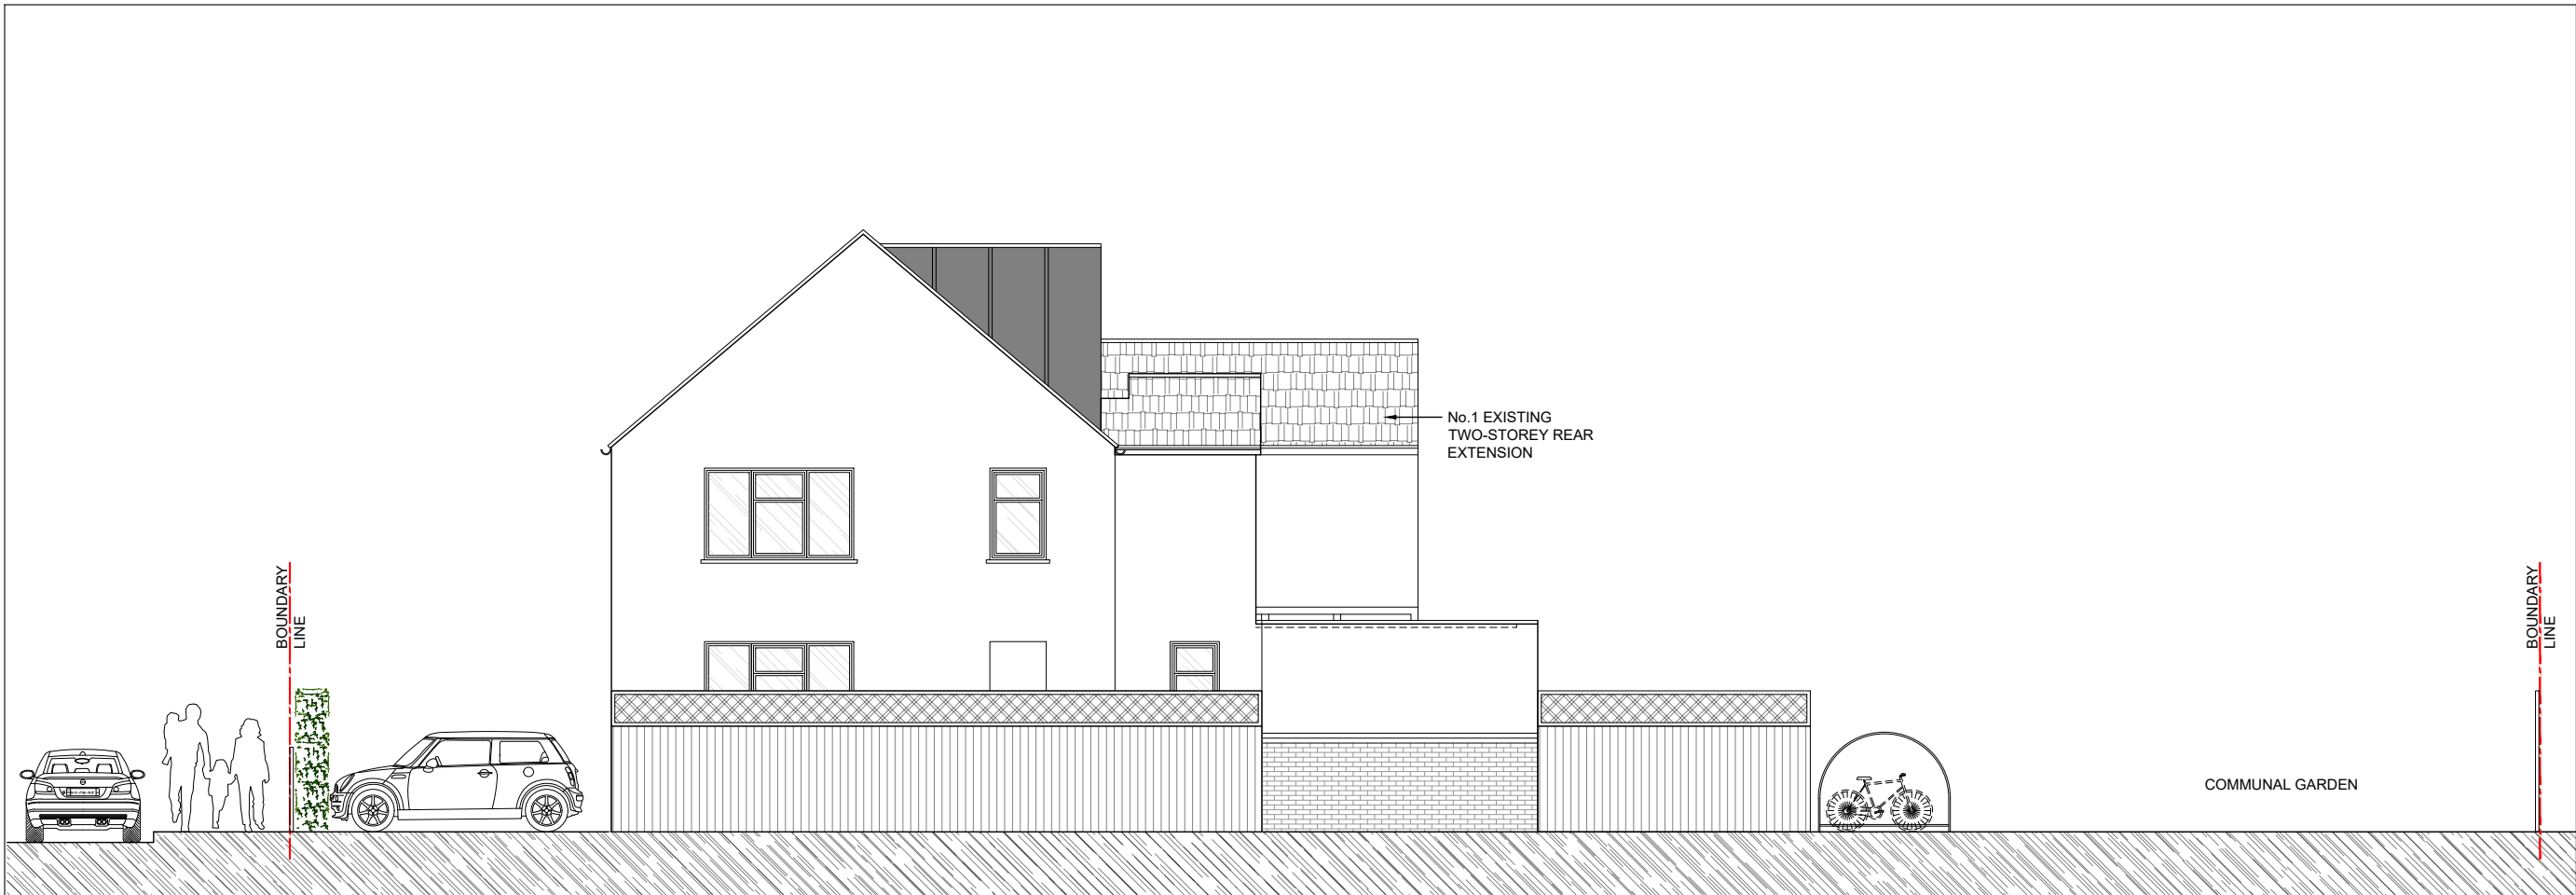 No.1 EXISTING
TWO-STOREY REAR
EXTENSION
BOUNDARY
LINE
BOUNDARY
LINE
COMMUNAL GARDEN